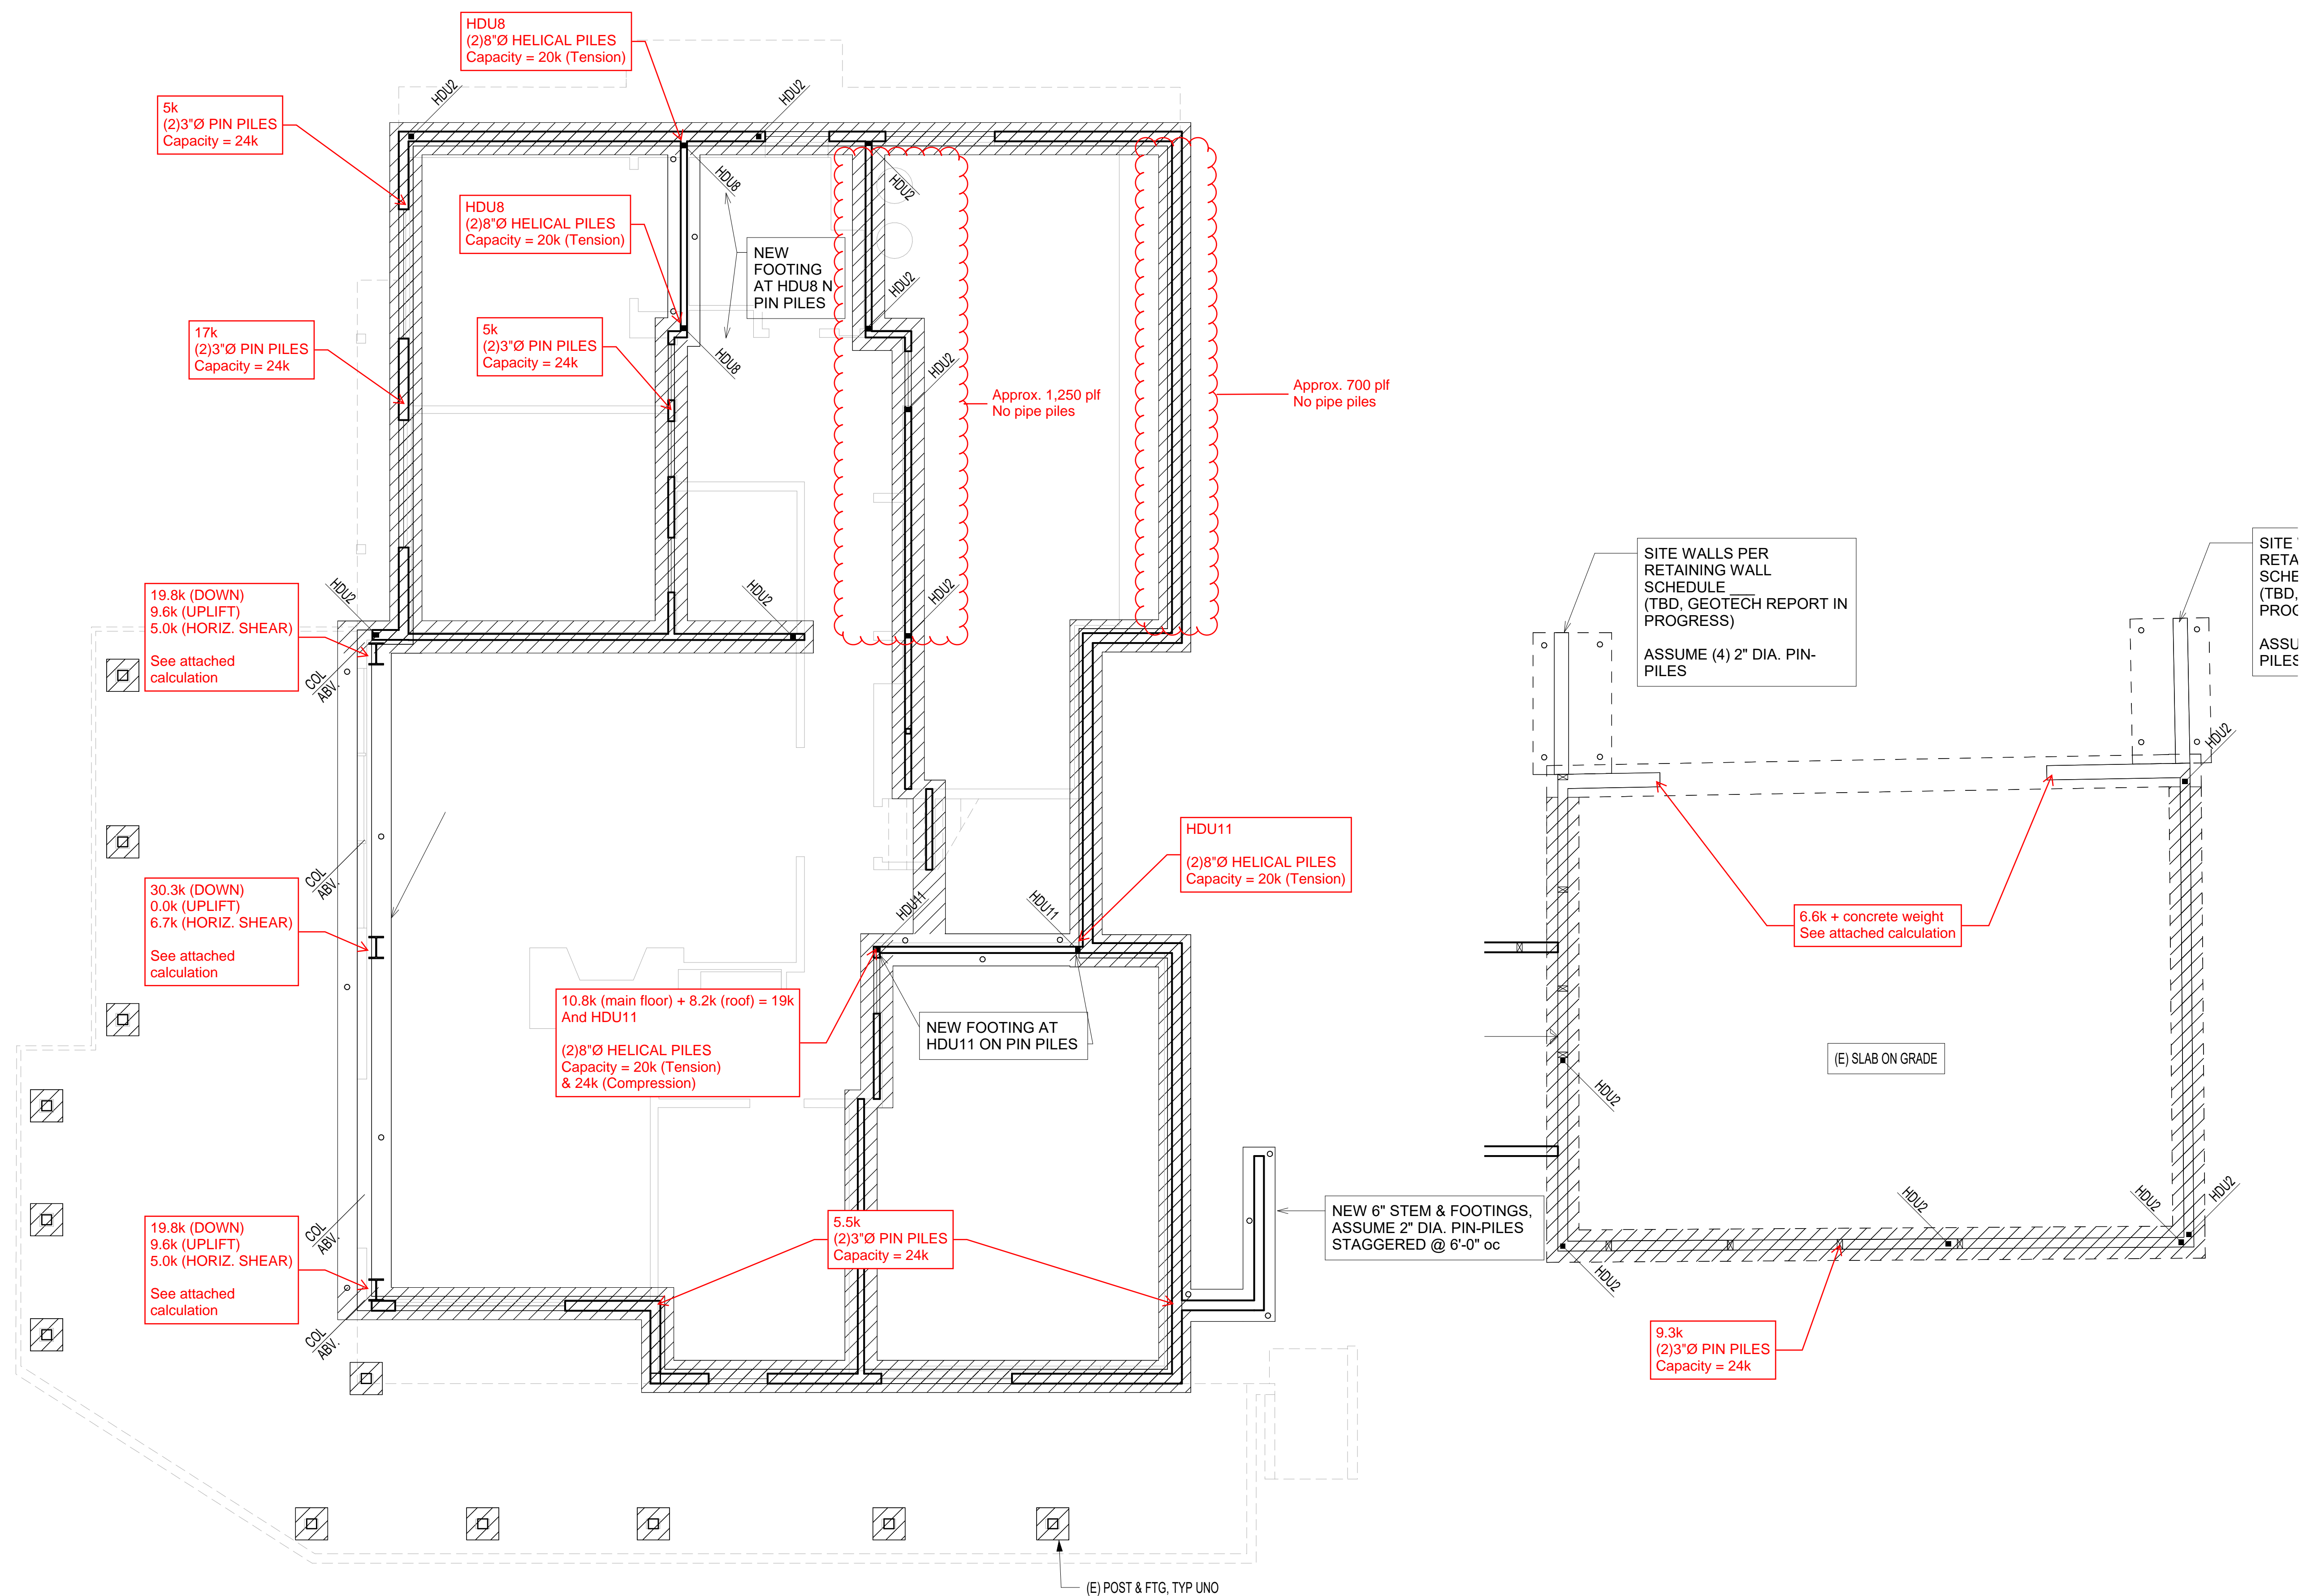 HDU8
(2)8"Ø HELICAL PILES
Capacity = 20k (Tension)
HDU2
HDU2
5k
(2)3"Ø PIN PILES
Capacity = 24k
HDU8
HDU2
HDU8
(2)8"Ø HELICAL PILES
Capacity = 20k (Tension)
NEW
FOOTING
AT HDU8 N
PIN PILES
HDU2
17k
(2)3"Ø PIN PILES
Capacity = 24k
5k
(2)3"Ø PIN PILES
Capacity = 24k
HDU8
HDU2
Approx. 1,250 plf
No pipe piles
Approx. 700 plf
No pipe piles
SITE WALLS PER
RETAINING WALL
SCHEDULE ___
(TBD, GEOTECH REPORT IN
PROGRESS)
ASSUME (4) 2" DIA. PIN-
PILES
SITE
RETA
SCHE
(TBD,
PROG
ASSU
PILES
19.8k (DOWN)
9.6k (UPLIFT)
5.0k (HORIZ. SHEAR)
See attached
calculation
HDU2
HDU2
HDU2
COL
ABV.
HDU2
HDU11
(2)8"Ø HELICAL PILES
Capacity = 20k (Tension)
30.3k (DOWN)
0.0k (UPLIFT)
6.7k (HORIZ. SHEAR)
See attached
calculation
COL
ABV.
HDU11
HDU11
6.6k + concrete weight
See attached calculation
10.8k (main floor) + 8.2k (roof) = 19k
And HDU11
(2)8"Ø HELICAL PILES
Capacity = 20k (Tension)
& 24k (Compression)
NEW FOOTING AT
HDU11 ON PIN PILES
(E) SLAB ON GRADE
HDU2
19.8k (DOWN)
9.6k (UPLIFT)
5.0k (HORIZ. SHEAR)
See attached
calculation
COL
ABV.
5.5k
(2)3"Ø PIN PILES
Capacity = 24k
NEW 6" STEM & FOOTINGS,
ASSUME 2" DIA. PIN-PILES
STAGGERED @ 6'-0" oc
HDU2
HDU2
HDU2
HDU2
COL
ABV.
9.3k
(2)3"Ø PIN PILES
Capacity = 24k
(E) POST & FTG, TYP UNO